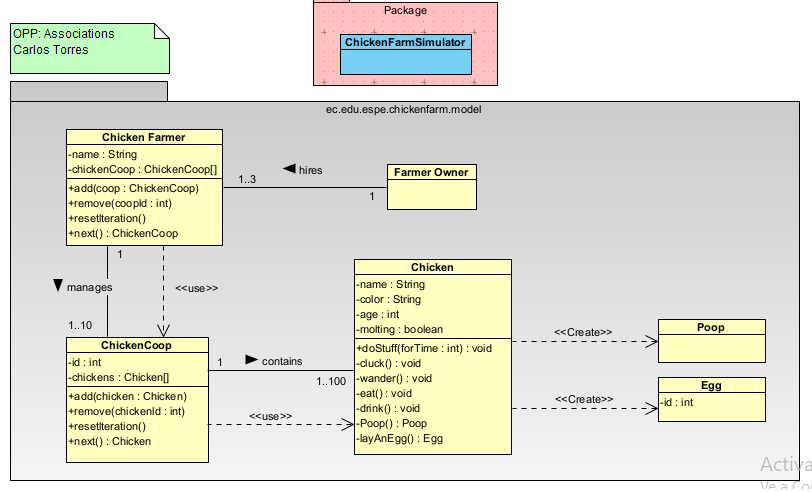 OPP: Associations
Carlos Torres
Package
ChickenFarmSimulator
ec.edu.espe.chickenfarm.model
Chicken Farmer
-name : String
-chickenCoop : ChickenCoop[]
+add(coop : ChickenCoop)
+remove(coopId : int)
+resetIteration()
+next() : ChickenCoop
1..3
hires
1
Farmer Owner
1
manages
1..10
<<use>>
ChickenCoop
-id : int
-chickens : Chicken[]
+add(chicken : Chicken)
+remove(chickenId : int)
+resetIteration()
+next() : Chicken
1
contains
1..100
<<use>>
Chicken
-name : String
-color : String
-age : int
-molting : boolean
+doStuff(forTime : int) : void
-cluck() : void
-wander() : void
-eat() : void
-drink() : void
-Poop() : Poop
-layAnEgg() : Egg
<<Create>>
Poop
<<Create>>
Egg
-id : int